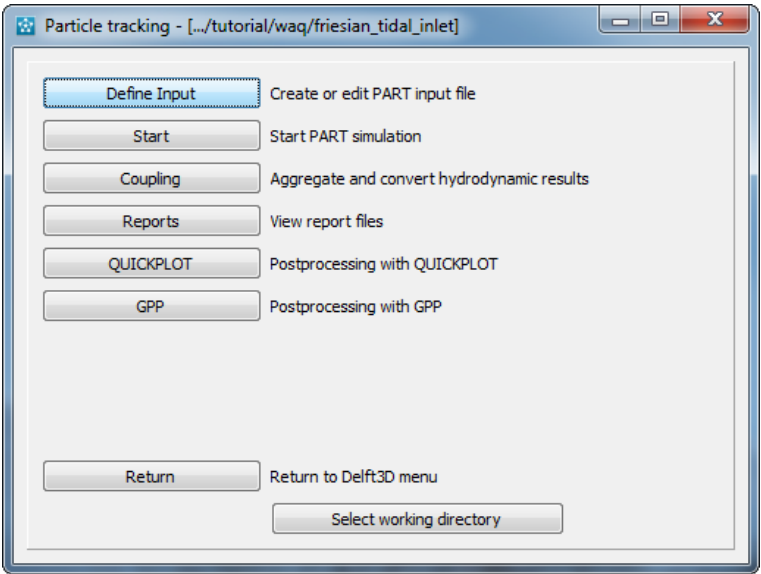 Particle tracking - [.../tutorial/waq/friesian_tidal_inlet]
Define Input Create or edit PART input file
Start Start PART simulation
Coupling Aggregate and convert hydrodynamic results
Reports View report files
QUICKPLOT Postprocessing with QUICKPLOT
GPP Postprocessing with GPP
Return Return to Delft3D menu
Select working directory